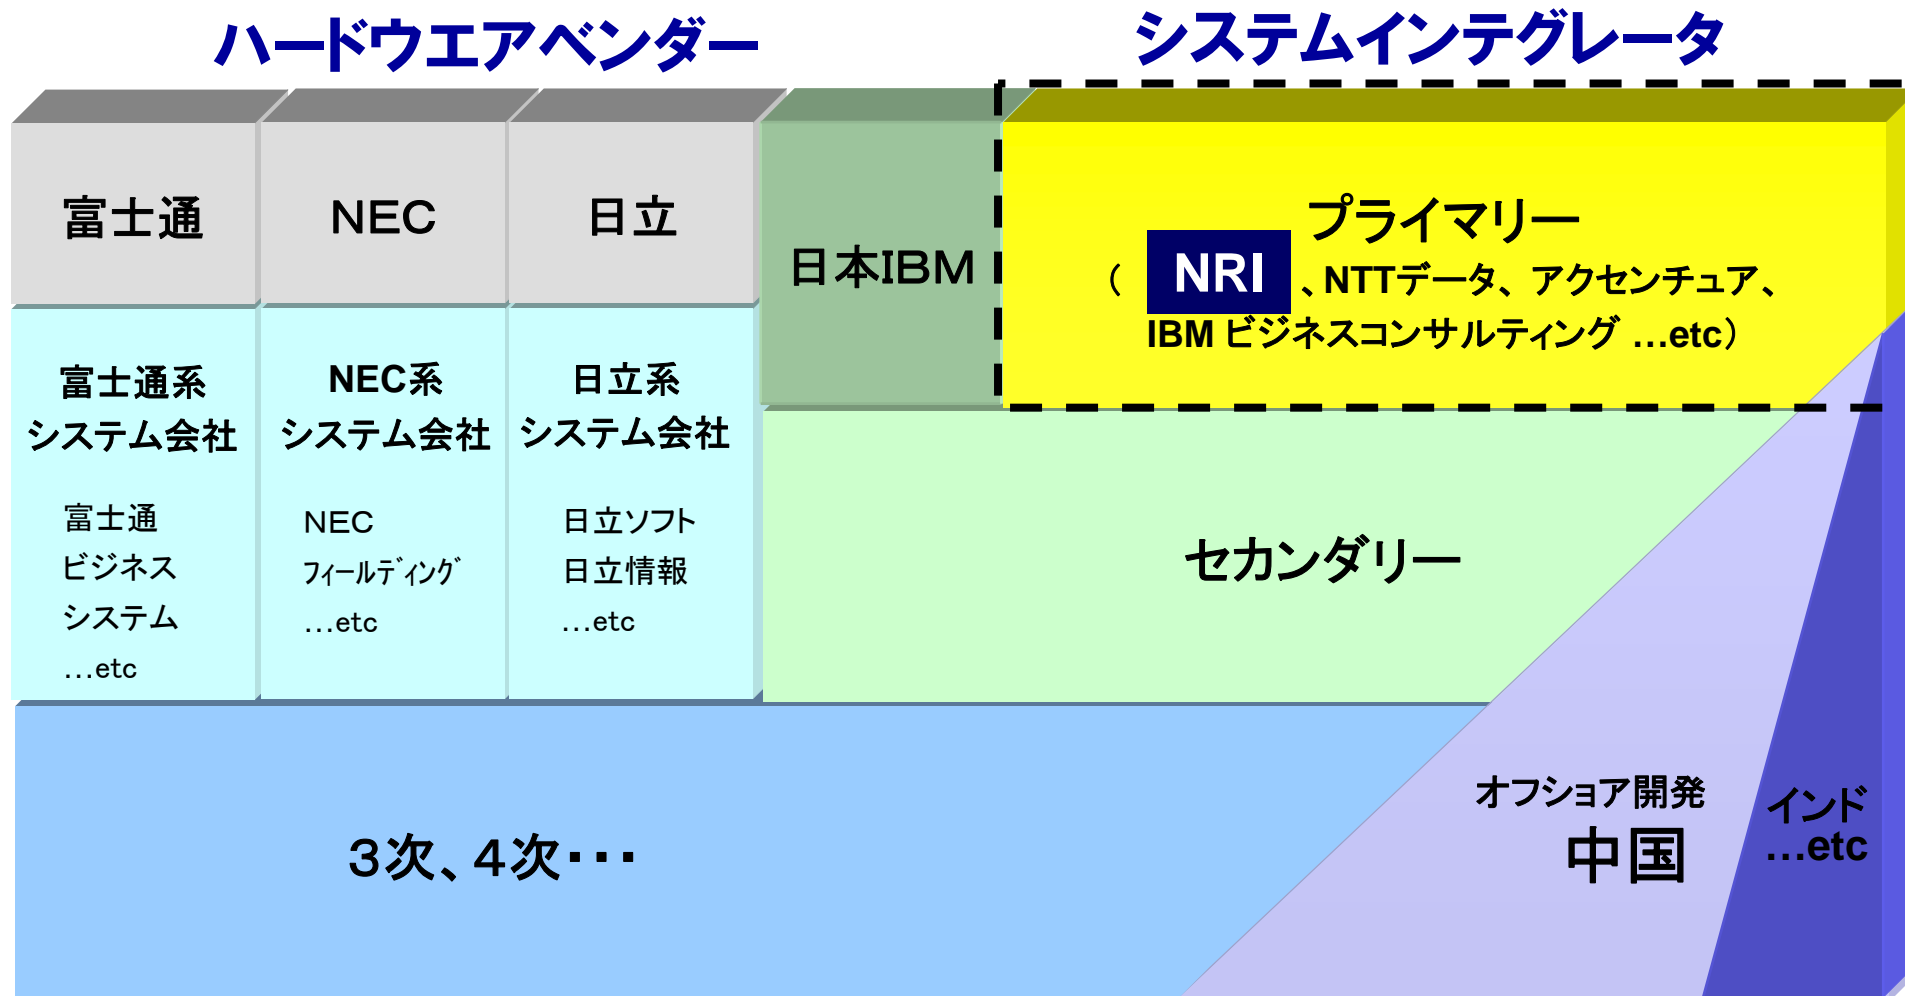 ハードウエアベンダー
システムインテグレータ
富士通
NEC
日立
日本IBM
プライマリー
（ NRI 、NTTデータ、アクセンチュア、
IBM ビジネスコンサルティング …etc）
富士通系
システム会社
富士通
ビジネス
システム
…etc
NEC系
システム会社
NEC
フィールディング
…etc
日立系
システム会社
日立ソフト
日立情報
…etc
セカンダリー
３次、４次・・・
オフショア開発
中国
インド
…etc